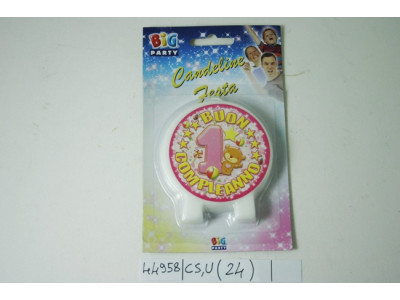 BiG
PARTY
Candeline
Festa
BUON
1
COMPLEANNO
BiG
PARTY
44958/CS,U(24)